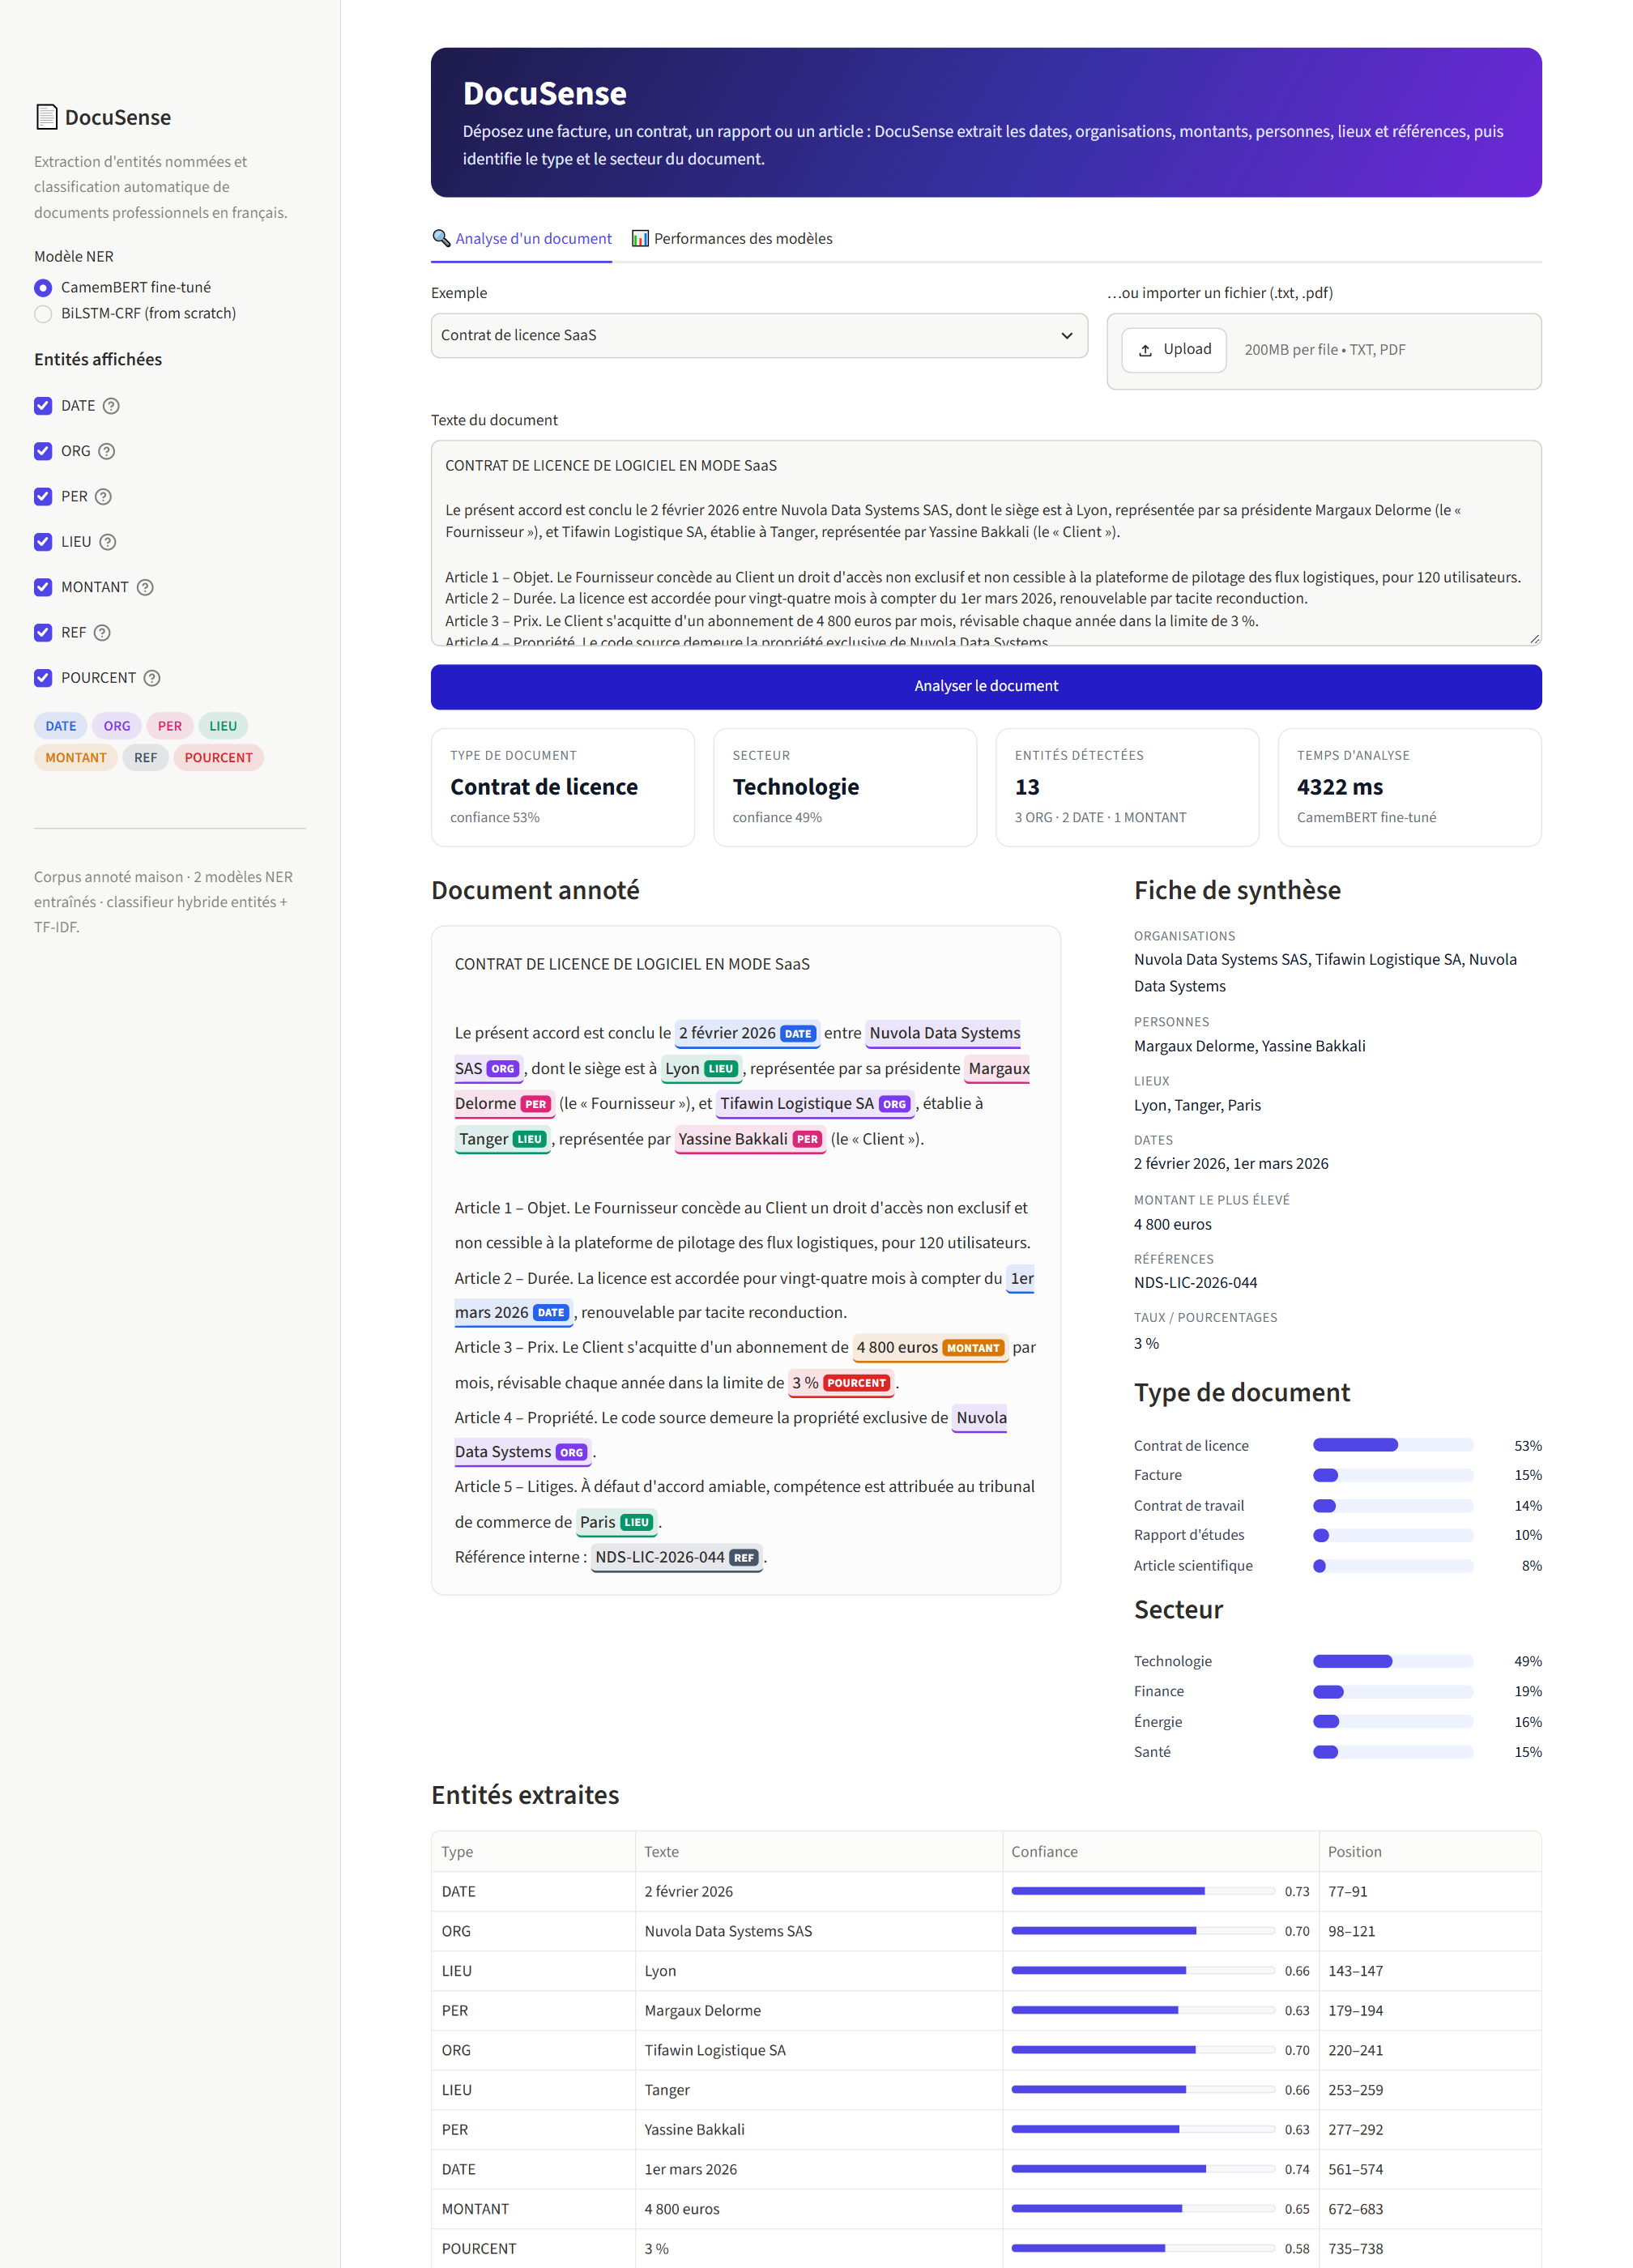 DocuSense
Extraction d'entités nommées et
classification automatique de
documents professionnels en français.
Modèle NER
CamemBERT fine-tuné
BiLSTM-CRF (from scratch)
Entités affichées
DATE
ORG
PER
LIEU
MONTANT
REF
POURCENT
DATE ORG PER LIEU
MONTANT REF POURCENT
Corpus annoté maison · 2 modèles NER
entraînés · classifieur hybride entités +
TF-IDF.
DocuSense
Déposez une facture, un contrat, un rapport ou un article : DocuSense extrait les dates, organisations, montants, personnes, lieux et références, puis
identifie le type et le secteur du document.
Analyse d'un document Performances des modèles
Exemple
Contrat de licence SaaS
…ou importer un fichier (.txt, .pdf)
Upload 200MB per file • TXT, PDF
Texte du document
CONTRAT DE LICENCE DE LOGICIEL EN MODE SaaS
Le présent accord est conclu le 2 février 2026 entre Nuvola Data Systems SAS, dont le siège est à Lyon, représentée par sa présidente Margaux Delorme (le «
Fournisseur »), et Tifawin Logistique SA, établie à Tanger, représentée par Yassine Bakkali (le « Client »).
Article 1 – Objet. Le Fournisseur concède au Client un droit d'accès non exclusif et non cessible à la plateforme de pilotage des flux logistiques, pour 120 utilisateurs.
Article 2 – Durée. La licence est accordée pour vingt-quatre mois à compter du 1er mars 2026, renouvelable par tacite reconduction.
Article 3 – Prix. Le Client s'acquitte d'un abonnement de 4 800 euros par mois, révisable chaque année dans la limite de 3 %.
Article 4 – Propriété. Le code source demeure la propriété exclusive de Nuvola Data Systems.
Analyser le document
TYPE DE DOCUMENT
Contrat de licence
confiance 53%
SECTEUR
Technologie
confiance 49%
ENTITÉS DÉTECTÉES
13
3 ORG · 2 DATE · 1 MONTANT
TEMPS D'ANALYSE
4322 ms
CamemBERT fine-tuné
Document annoté
CONTRAT DE LICENCE DE LOGICIEL EN MODE SaaS
Le présent accord est conclu le 2 février 2026 DATE entre Nuvola Data Systems
SAS ORG , dont le siège est à Lyon LIEU , représentée par sa présidente Margaux
Delorme PER (le « Fournisseur »), et Tifawin Logistique SA ORG , établie à
Tanger LIEU , représentée par Yassine Bakkali PER (le « Client »).
Article 1 – Objet. Le Fournisseur concède au Client un droit d'accès non exclusif et
non cessible à la plateforme de pilotage des flux logistiques, pour 120 utilisateurs.
Article 2 – Durée. La licence est accordée pour vingt-quatre mois à compter du 1er
mars 2026 DATE , renouvelable par tacite reconduction.
Article 3 – Prix. Le Client s'acquitte d'un abonnement de 4 800 euros MONTANT par
mois, révisable chaque année dans la limite de 3 % POURCENT .
Article 4 – Propriété. Le code source demeure la propriété exclusive de Nuvola
Data Systems ORG .
Article 5 – Litiges. À défaut d'accord amiable, compétence est attribuée au tribunal
de commerce de Paris LIEU .
Référence interne : NDS-LIC-2026-044 REF .
Fiche de synthèse
ORGANISATIONS
Nuvola Data Systems SAS, Tifawin Logistique SA, Nuvola
Data Systems
PERSONNES
Margaux Delorme, Yassine Bakkali
LIEUX
Lyon, Tanger, Paris
DATES
2 février 2026, 1er mars 2026
MONTANT LE PLUS ÉLEVÉ
4 800 euros
RÉFÉRENCES
NDS-LIC-2026-044
TAUX / POURCENTAGES
3 %
Type de document
Contrat de licence 53%
Facture 15%
Contrat de travail 14%
Rapport d'études 10%
Article scientifique 8%
Secteur
Technologie 49%
Finance 19%
Énergie 16%
Santé 15%
Entités extraites
Type Texte Confiance Position
DATE 2 février 2026 0.73 77–91
ORG Nuvola Data Systems SAS 0.70 98–121
LIEU Lyon 0.66 143–147
PER Margaux Delorme 0.63 179–194
ORG Tifawin Logistique SA 0.70 220–241
LIEU Tanger 0.66 253–259
PER Yassine Bakkali 0.63 277–292
DATE 1er mars 2026 0.74 561–574
MONTANT 4 800 euros 0.65 672–683
POURCENT 3 % 0.58 735–738